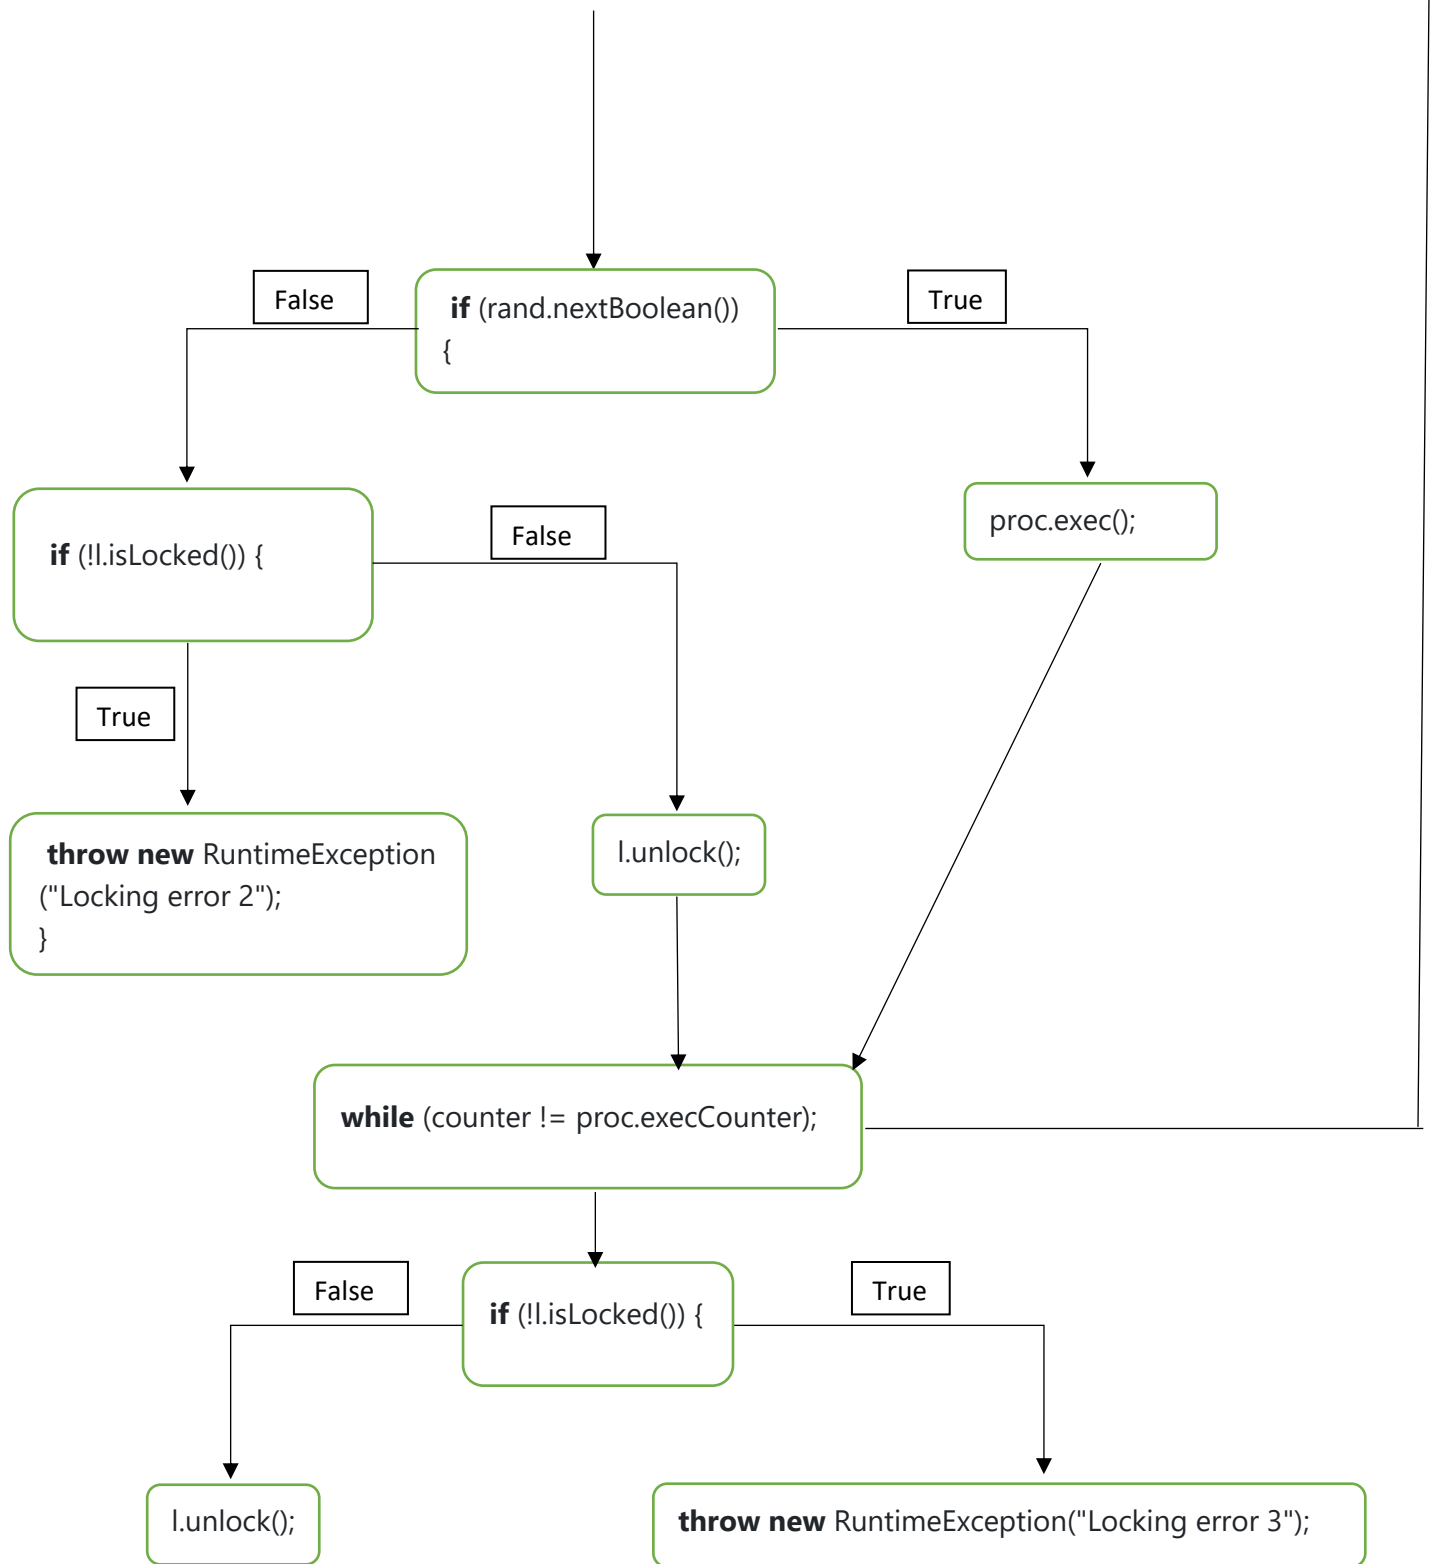 False
if (rand.nextBoolean())
{
True
if (!l.isLocked()) {
False
proc.exec();
True
throw new RuntimeException
("Locking error 2");
}
l.unlock();
while (counter != proc.execCounter);
False
if (!l.isLocked()) {
True
l.unlock();
throw new RuntimeException("Locking error 3");